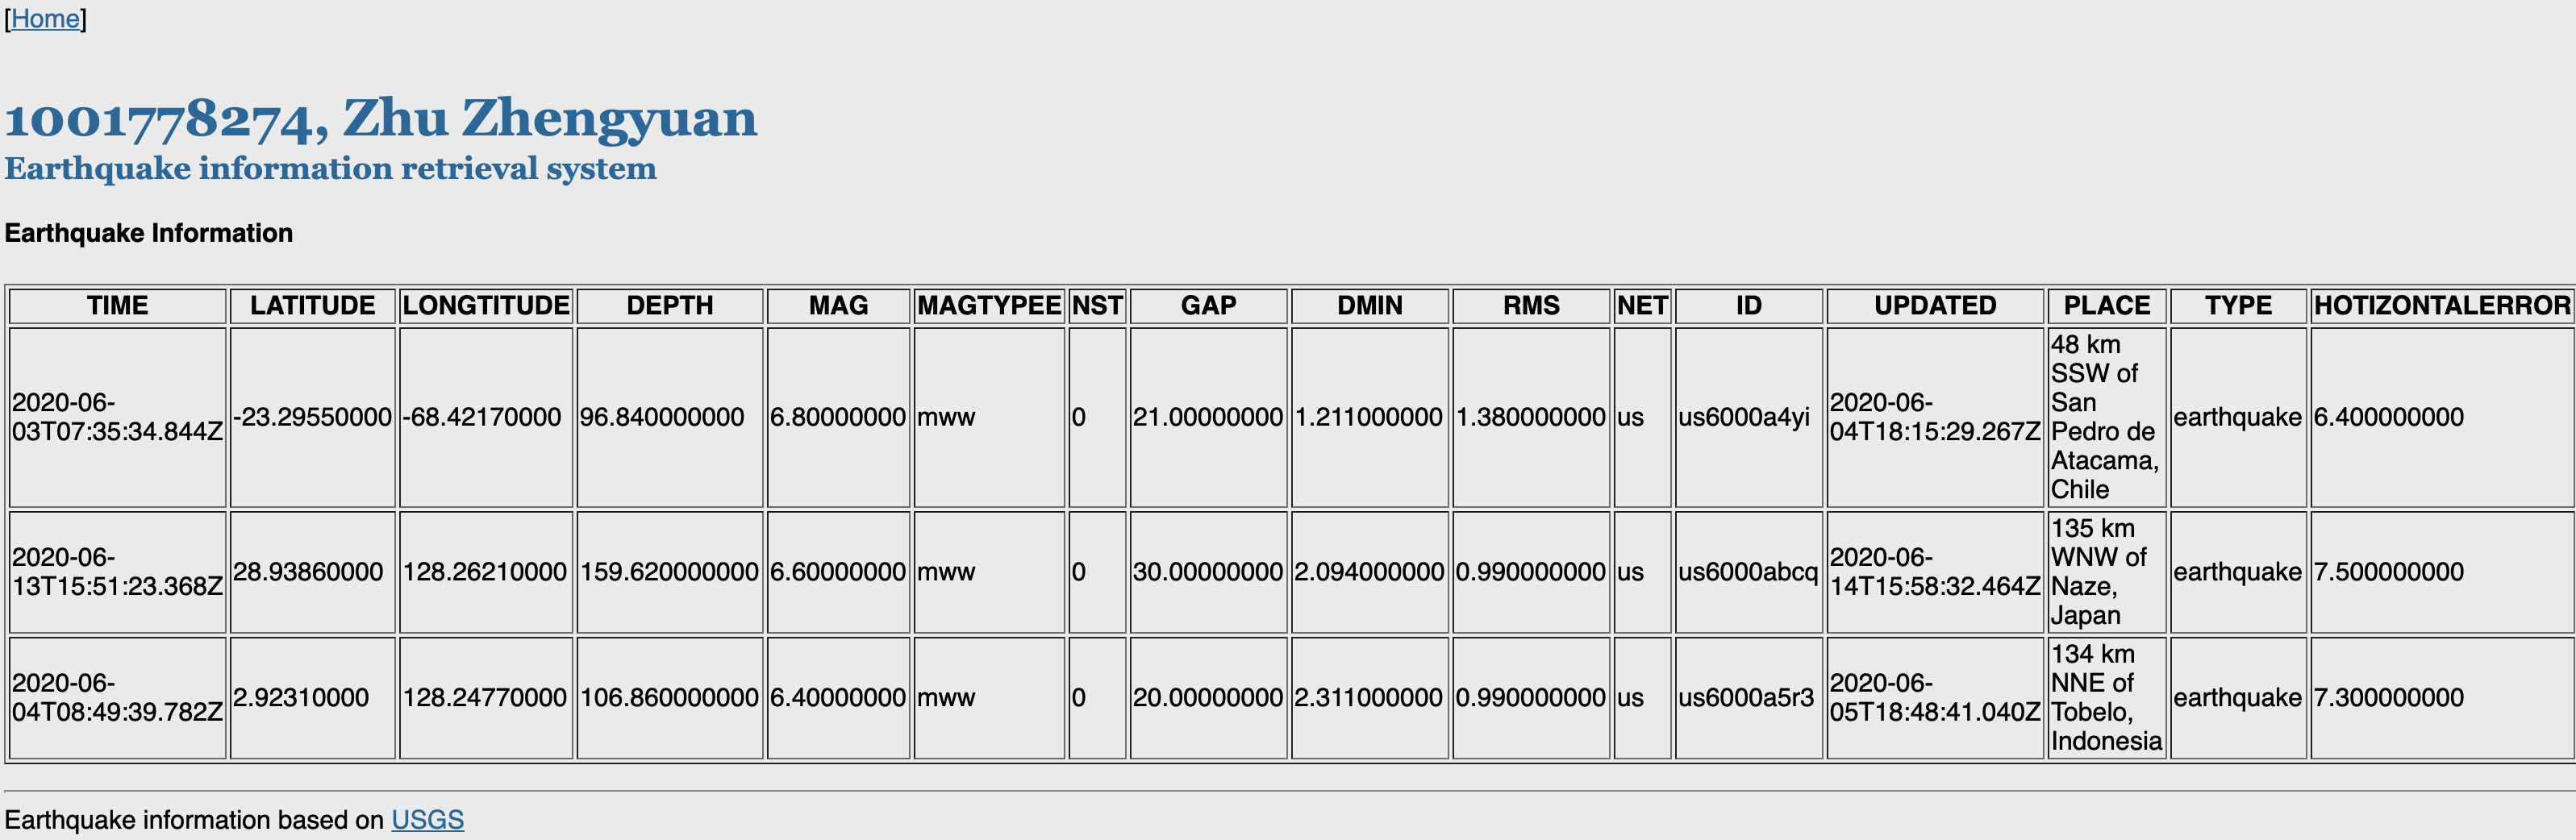 [Home]
1001778274, Zhu Zhengyuan
Earthquake information retrieval system
Earthquake Information
TIME LATITUDE LONGTITUDE DEPTH MAG MAGTYPEE NST GAP DMIN RMS NET ID UPDATED PLACE TYPE HOTIZONTALERROR
2020-06-
03T07:35:34.844Z -23.29550000 -68.42170000 96.840000000 6.80000000 mww 0 21.00000000 1.211000000 1.380000000 us us6000a4yi 2020-06-
04T18:15:29.267Z 48 km
SSW of
San
Pedro de
Atacama,
Chile earthquake 6.400000000
2020-06-
13T15:51:23.368Z 28.93860000 128.26210000 159.620000000 6.60000000 mww 0 30.00000000 2.094000000 0.990000000 us us6000abcq 2020-06-
14T15:58:32.464Z 135 km
WNW of
Naze,
Japan earthquake 7.500000000
2020-06-
04T08:49:39.782Z 2.92310000 128.24770000 106.860000000 6.40000000 mww 0 20.00000000 2.311000000 0.990000000 us us6000a5r3 2020-06-
05T18:48:41.040Z 134 km
NNE of
Tobelo,
Indonesia earthquake 7.300000000
Earthquake information based on USGS